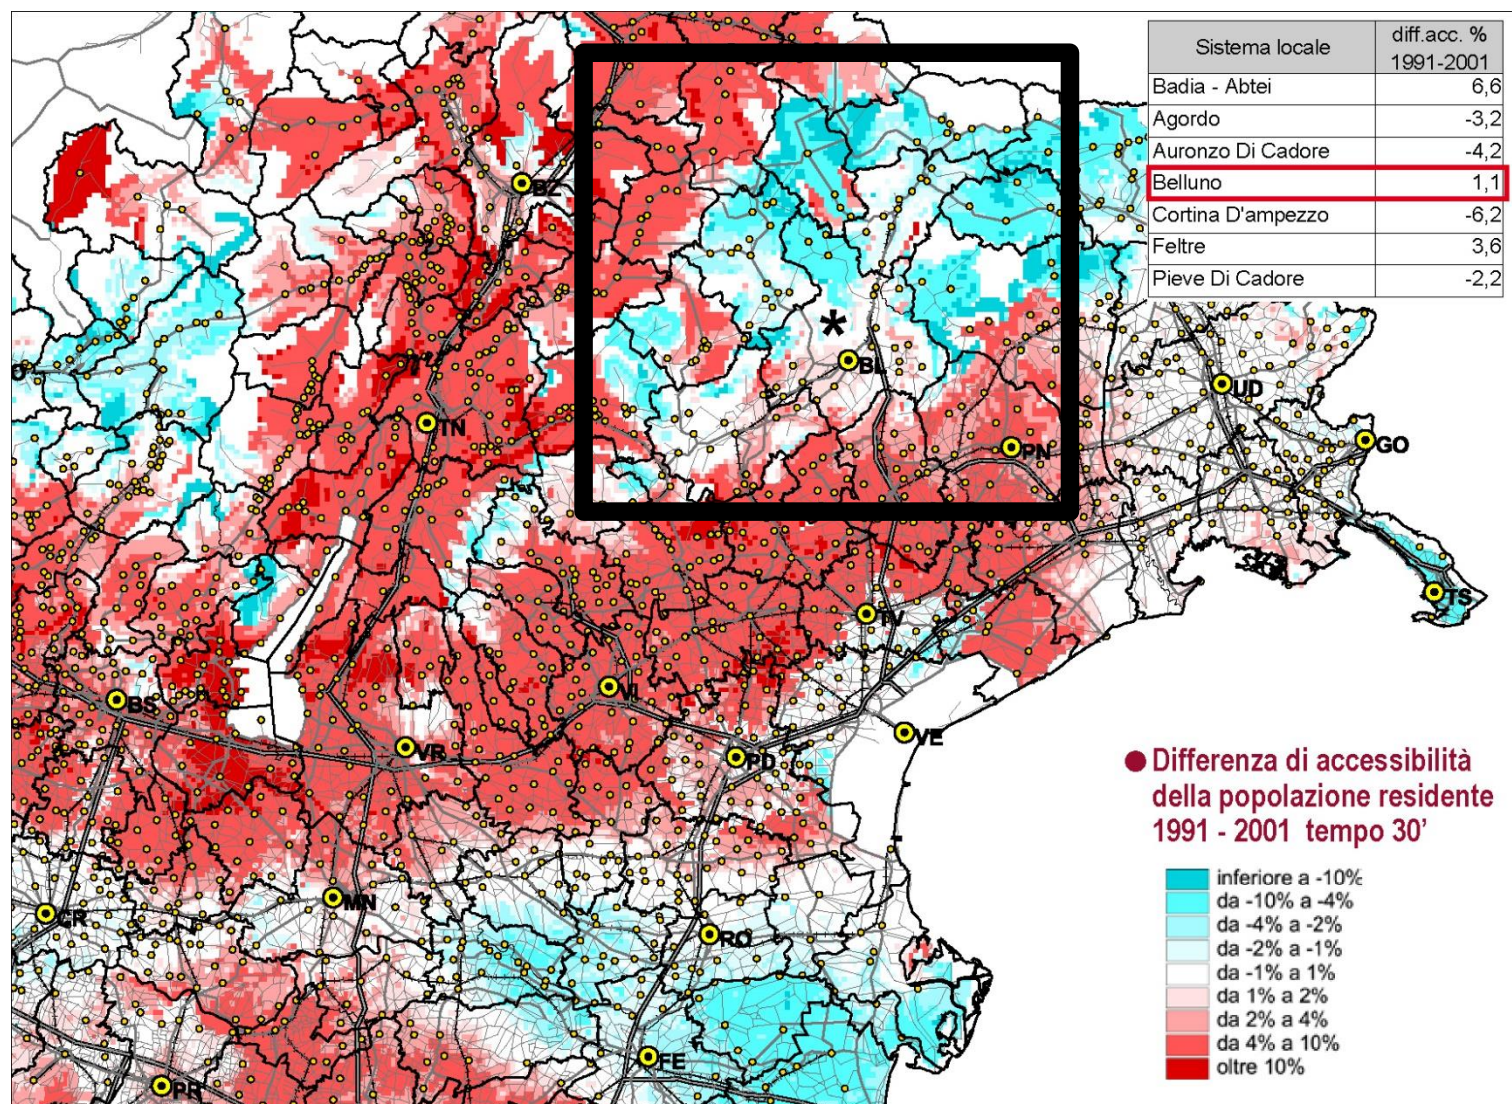 Sistema locale diff.acc. %
1991-2001
Badia - Abtei 6,6
Agordo -3,2
Auronzo Di Cadore -4,2
Belluno 1,1
Cortina D'ampezzo -6,2
Feltre 3,6
Pieve Di Cadore -2,2
BZ
*
BL
UD
TN
PN
GO
TS
TV
VI
BS
VR
VE
PD
MN
CR
RO
FE
PR
● Differenza di accessibilità
della popolazione residente
1991 - 2001 tempo 30'
inferiore a -10%
da -10% a -4%
da -4% a -2%
da -2% a -1%
da -1% a 1%
da 1% a 2%
da 2% a 4%
da 4% a 10%
oltre 10%